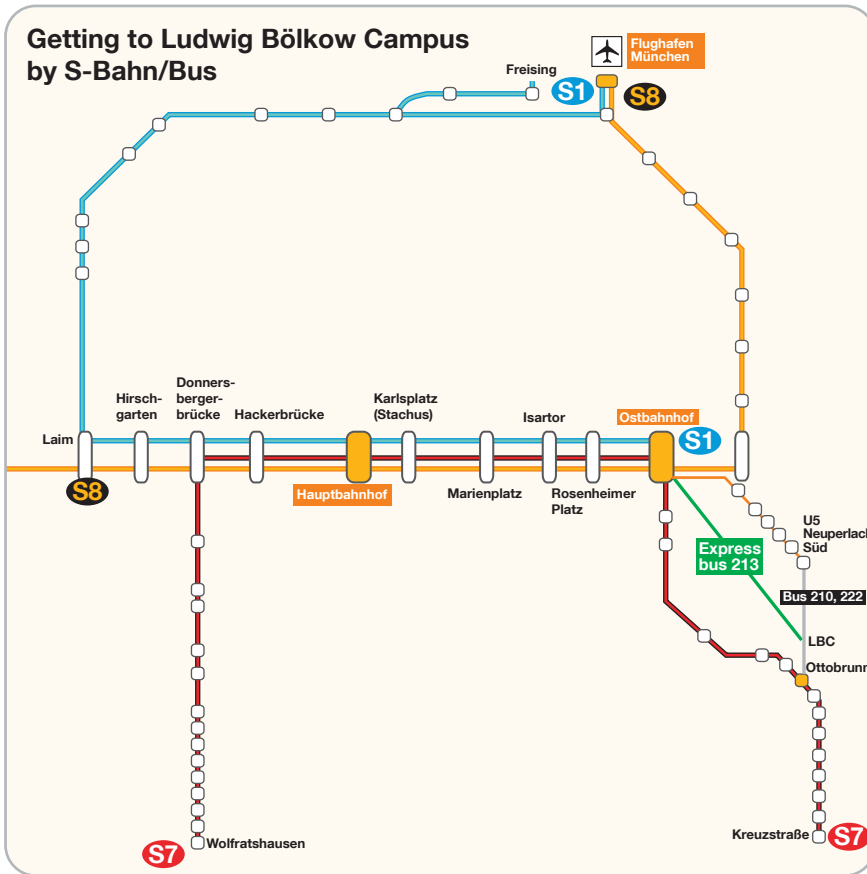 Getting to Ludwig Bölkow Campus
by S-Bahn/Bus
Flughafen
München
Freising
S1
S8
Donners-
berger-
brücke
Hirsch-
garten
Hackerbrücke
Karlsplatz
(Stachus)
Isartor
Ostbahnhof
S1
Laim
S8
Hauptbahnhof
Marienplatz
Rosenheimer
Platz
U5
Neuperlach
Süd
Express
bus 213
Bus 210, 222
LBC
Ottobrunn
Kreuzstraße
S7
Wolfratshausen
S7